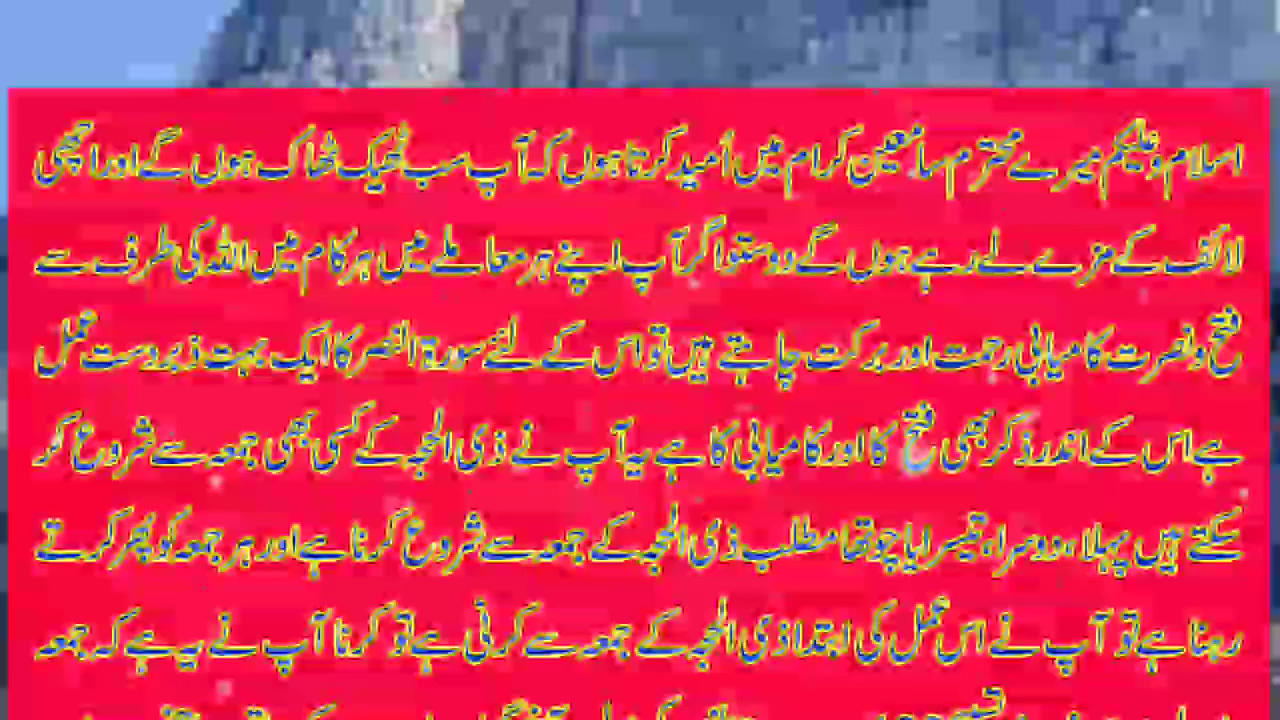 اسلام وعلیکم میرے محترم سامعین کرام میں اُمید کرتا ہوں کہ آپ سب ٹھیک ٹھاک ہوں گے اور اچھی
لائف کے مزے لے رہے ہوں گے دوستو اگر آپ اپنے ہر معاملے میں ہر کام میں اللہ کی طرف سے
فتح و نصرت کامیابی رحمت اور برکت چاہتے ہیں تو اس کے لئے سورۃ النصر کا ایک بہت زبردست عمل
ہے اس کے اندر ذکر بھی فتح کا اور کامیابی کا ہے یہ آپ نے ذی الحجہ کے کسی بھی جمعہ سے شروع کر
سکتے ہیں پہلا، دوسرا، تیسرا یا چوتھا مطلب ذی الحجہ کے جمعہ سے شروع کرنا ہے اور ہر جمعہ کو پھر کرتے
رہنا ہے تو آپ نے اس عمل کی ابتدا ذی الحجہ کے جمعہ سے کرنی ہے تو کرنا آپ نے یہ ہے کہ جمعہ